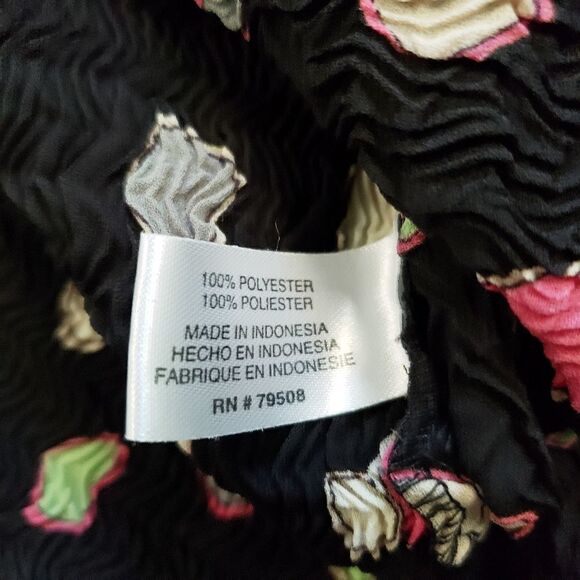 100% POLYESTER
100% POLIESTER
MADE IN INDONESIA
HECHO EN INDONESIA
FABRIQUE EN INDONESIE
RN # 79508